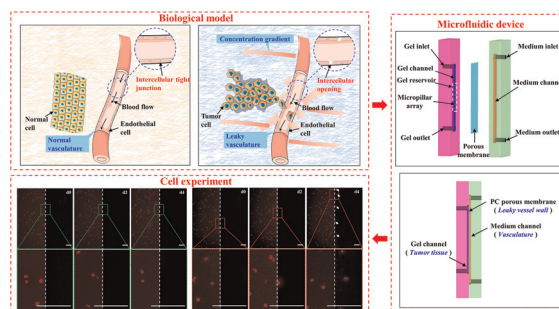 Biological model
Concentration gradient
Intercellular tight
junction
Blood flow
Normal
cell
Endothelial
cell
Normal
vasculature
Intercellular
opening
Blood flow
Tumor
cell
Endothelial
cell
Leaky
vasculature
Microfluidic device
Gel inlet
Gel channel
Gel reservoir
Micropillar
array
Gel outlet
Porous
membrane
Medium inlet
Medium channel
Medium outlet
PC porous membrane
( Leaky vessel wall )
Medium channel
( Vasculature )
Gel channel
( Tumor tissue )
Cell experiment
d0
d2
d4
d0
d2
d4